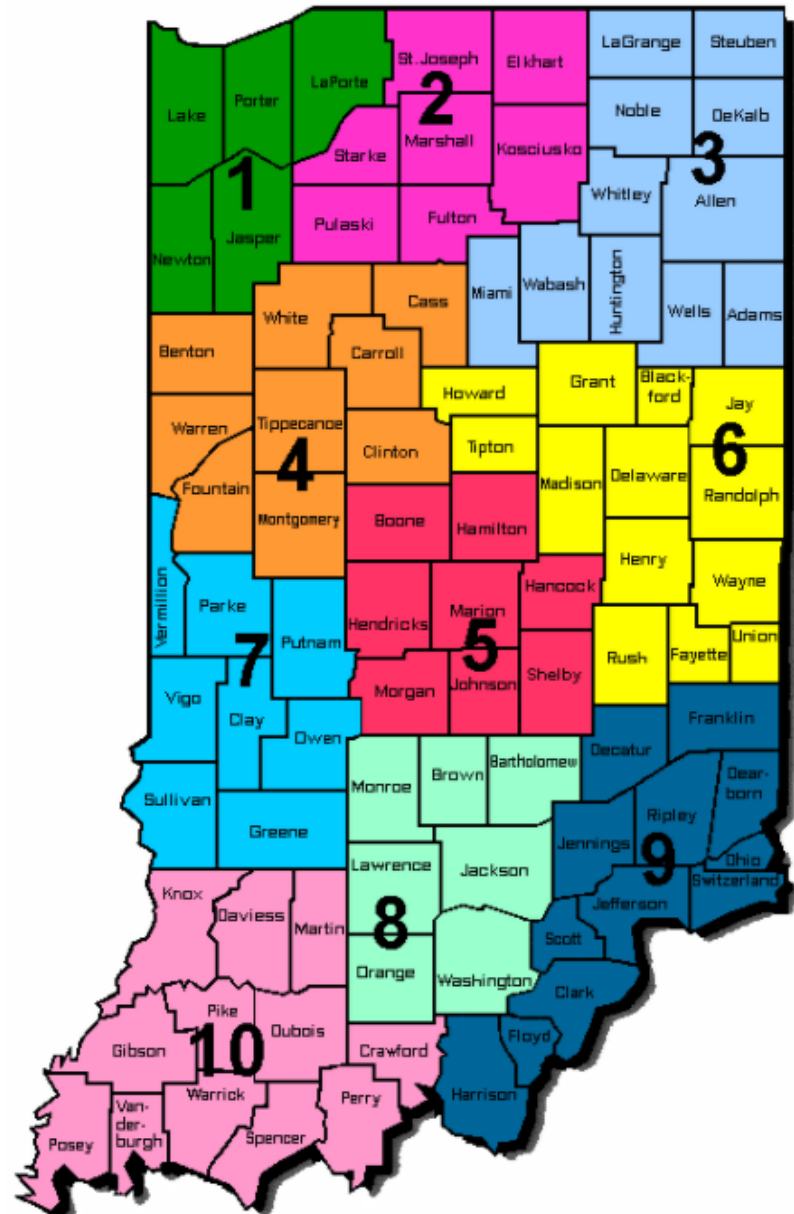 St.Joseph
Elkhart
LaGrange
Steuben
LaPorte
Porter
Lake
2
Noble
DeKalb
Marshall
Kosciusko
Starke
3
1
Whitley
Allen
Pulaski
Fulton
Jasper
Newton
Miami
Wabash
Huntington
Wells
Adams
White
Cass
Carroll
Benton
Howard
Grant
Black-
ford
Jay
Warren
Tippecanoe
Clinton
Tipton
6
4
Fountain
Madison
Delaware
Randolph
Montgomery
Boone
Hamilton
Henry
Wayne
Vermillion
Parke
Putnam
Hendricks
Marion
Hancock
7
5
Rush
Fayette
Union
Vigo
Clay
Morgan
Johnson
Shelby
Owen
Franklin
Decatur
Monroe
Brown
Bartholomew
Dear-
born
Sullivan
Greene
Ripley
Jennings
9
Ohio
Switzerland
Lawrence
Jackson
Knox
Daviess
Martin
8
Jefferson
Scott
Orange
Washington
Clark
Pike
Dubois
Floyd
Gibson
10
Crawford
Harrison
Warrick
Perry
Van-
der-
burgh
Spencer
Posey